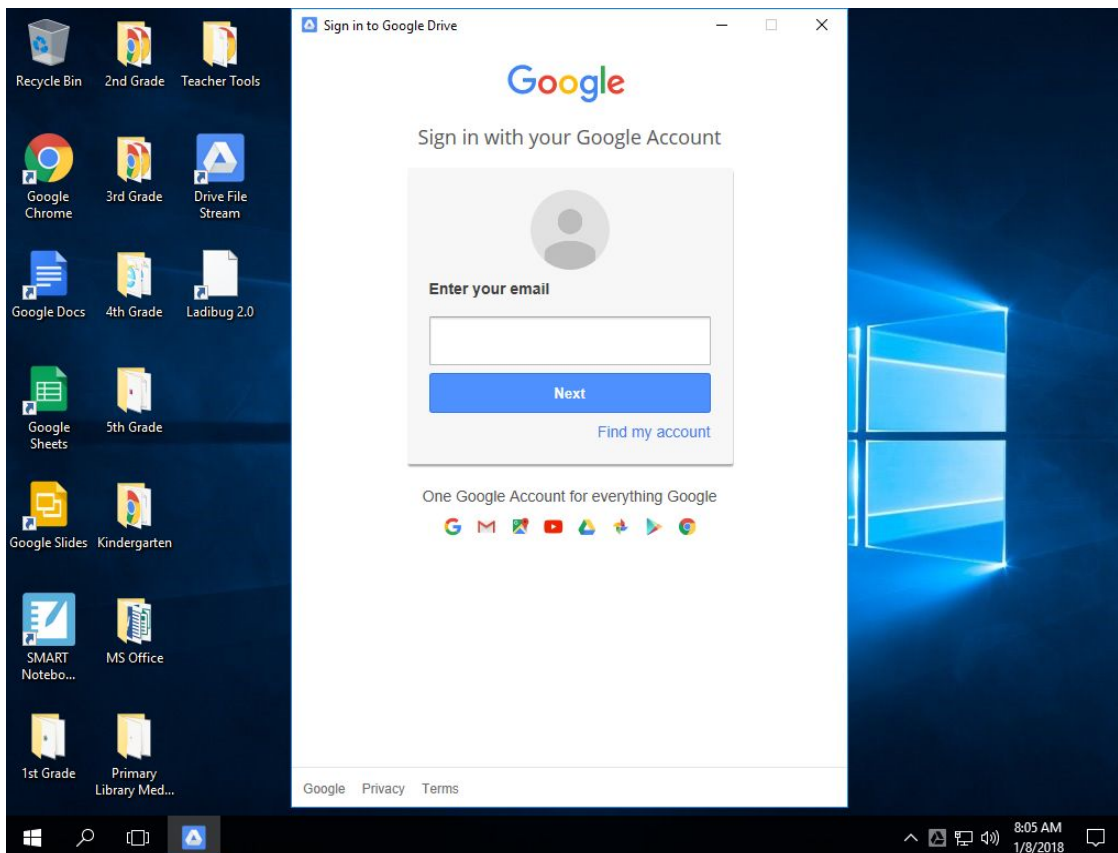 Recycle Bin
2nd Grade
Teacher Tools
Google
Chrome
3rd Grade
Drive File
Stream
Google Docs
4th Grade
Ladibug 2.0
Google
Sheets
5th Grade
Google Slides
Kindergarten
SMART
Notebo...
MS Office
1st Grade
Primary
Library Med...
Sign in to Google Drive
Google
Sign in with your Google Account
Enter your email
Next
Find my account
One Google Account for everything Google
Google Privacy Terms
8:05 AM
1/8/2018